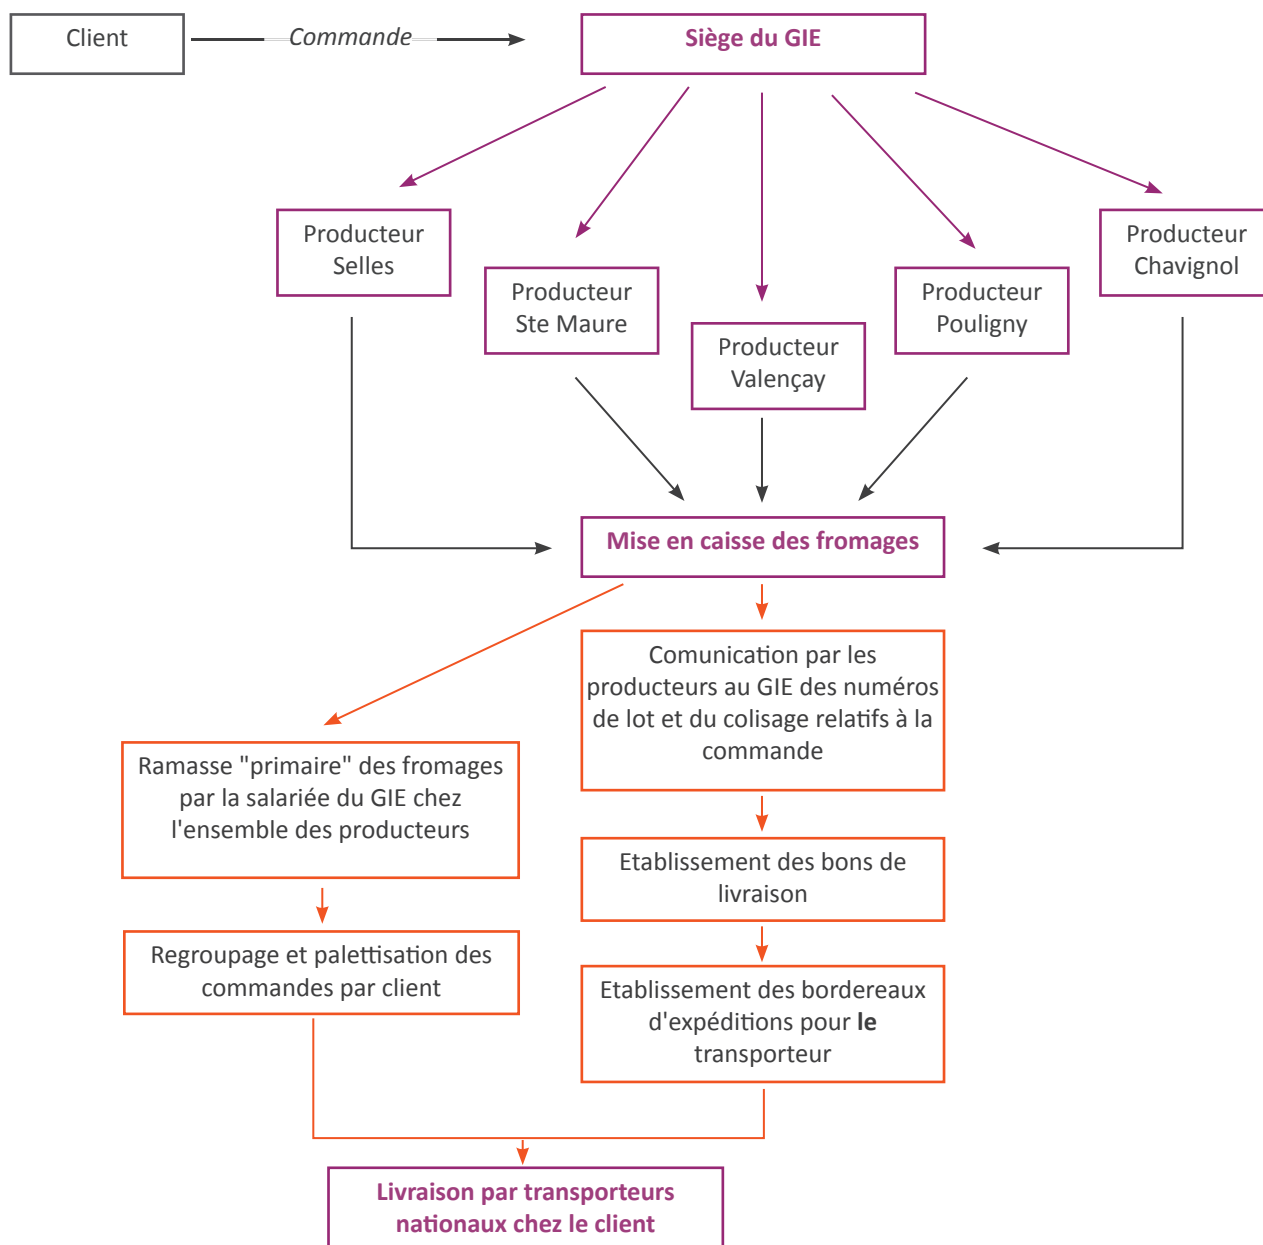 Client
Commande
Siège du GIE
Producteur
Selles
Producteur
Ste Maure
Producteur
Valençay
Producteur
Pouligny
Producteur
Chavignol
Mise en caisse des fromages
Comunication par les
producteurs au GIE des numéros
de lot et du colisage relatifs à la
commande
Ramasse "primaire" des fromages
par la salariée du GIE chez
l'ensemble des producteurs
Etablissement des bons de
livraison
Regroupage et palettisation des
commandes par client
Etablissement des bordereaux
d'expéditions pour le
transporteur
Livraison par transporteurs
nationaux chez le client